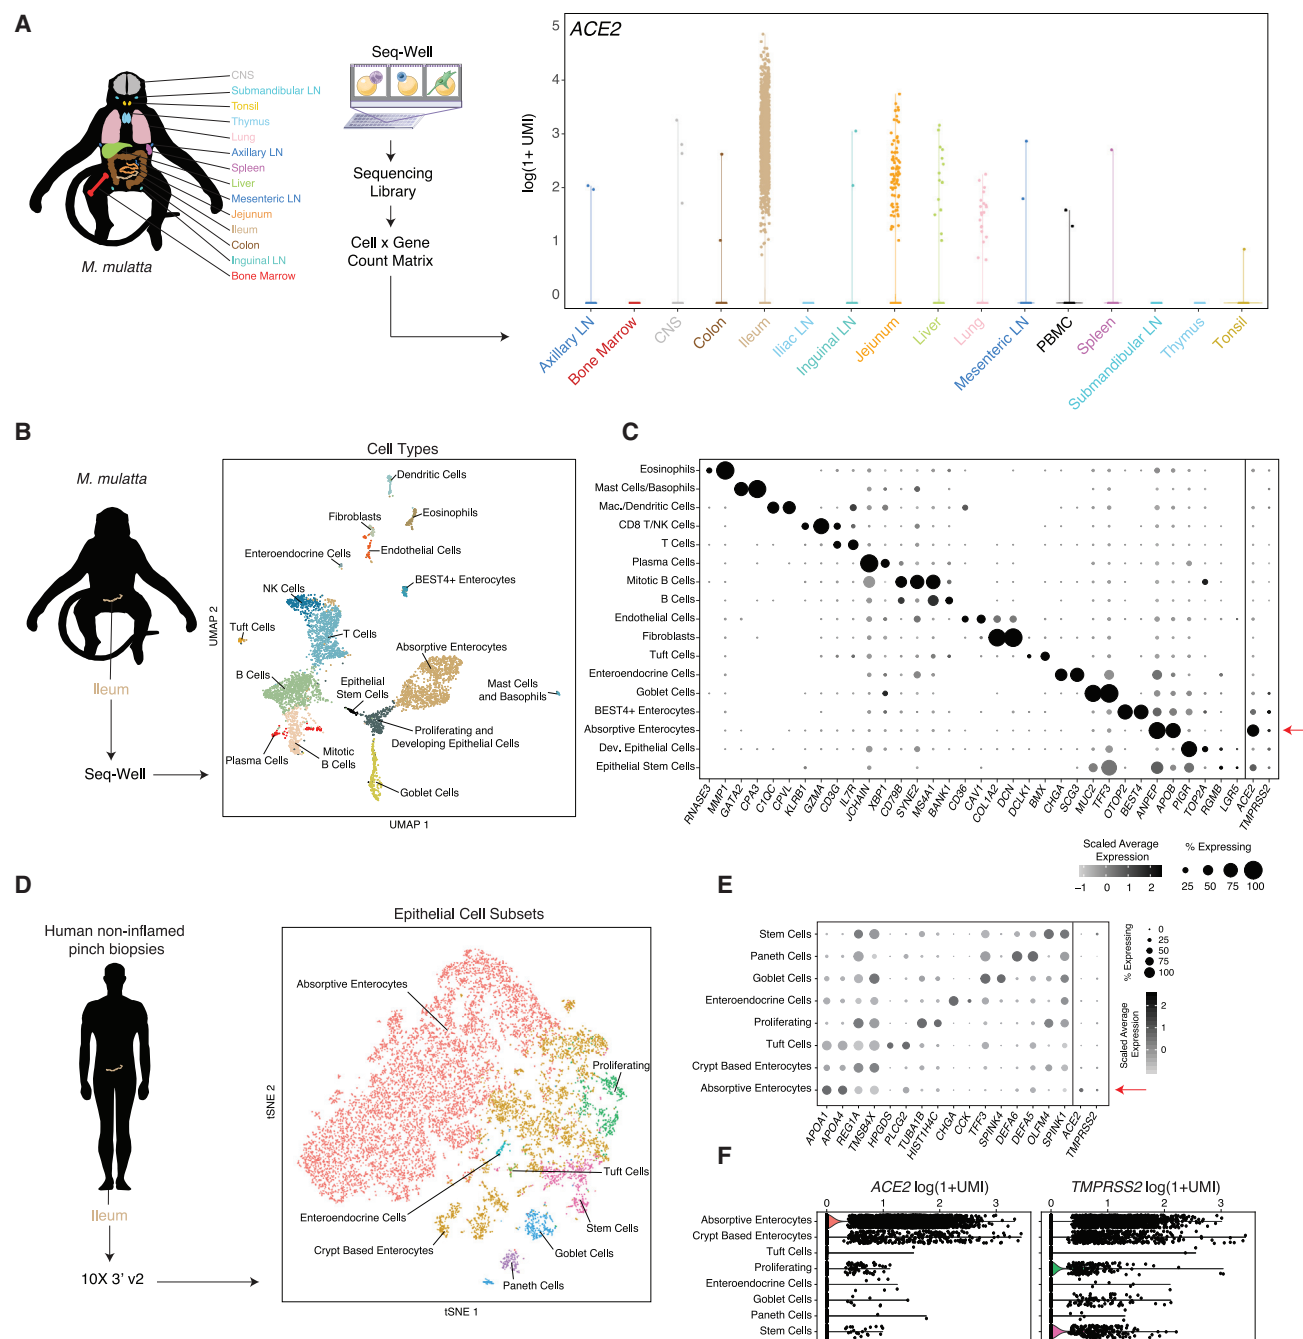 A
CNS
Submandibular LN
Tonsil
Thymus
Lung
Axillary LN
Spleen
Liver
Mesenteric LN
Jejunum
Ileum
Colon
Inguinal LN
Bone Marrow
M. mulatta
Seq-Well
Sequencing
Library
Cell x Gene
Count Matrix
ACE2
log(1+ UMI)
5
4
3
2
1
0
Axillary LN
Bone Marrow
CNS
Colon
Ileum
Iliac LN
Inguinal LN
Jejunum
Liver
Lung
Mesenteric LN
PBMC
Spleen
Submandibular LN
Thymus
Tonsil
B
M. mulatta
Ileum
Seq-Well
Cell Types
Dendritic Cells
Eosinophils
Fibroblasts
Endothelial Cells
Enteroendocrine Cells
BEST4+ Enterocytes
NK Cells
Tuft Cells
T Cells
Absorptive Enterocytes
B Cells
Epithelial
Stem Cells
Mast Cells
and Basophils
Proliferating and
Developing Epithelial Cells
Plasma Cells
Mitotic
B Cells
Goblet Cells
UMAP 2
UMAP 1
C
Eosinophils
Mast Cells/Basophils
Mac./Dendritic Cells
CD8 T/NK Cells
T Cells
Plasma Cells
Mitotic B Cells
B Cells
Endothelial Cells
Fibroblasts
Tuft Cells
Enteroendocrine Cells
Goblet Cells
BEST4+ Enterocytes
Absorptive Enterocytes
Dev. Epithelial Cells
Epithelial Stem Cells
RNASE3
MMP1
GATA2
CPA3
C1QC
CPVL
KLRB1
GZMA
CD3G
IL7R
JCHAIN
XBP1
CD79B
SYNE2
MS4A1
BANK1
CD36
CAV1
COL1A2
DCN
DCLK1
BMX
CHGA
SCG3
MUC2
TFF3
OTOP2
BEST4
ANPEP
APOB
PIGR
TOP2A
RGMB
LGR5
ACE2
TMPRSS2
Scaled Average
Expression
−1 0 1 2
% Expressing
25 50 75 100
D
Human non-inflamed
pinch biopsies
Ileum
10X 3' v2
Epithelial Cell Subsets
Absorptive Enterocytes
Proliferating
Tuft Cells
Enteroendocrine Cells
Stem Cells
Crypt Based Enterocytes
Goblet Cells
Paneth Cells
tSNE 2
tSNE 1
E
Stem Cells
Paneth Cells
Goblet Cells
Enteroendocrine Cells
Proliferating
Tuft Cells
Crypt Based Enterocytes
Absorptive Enterocytes
APOA1
APOA4
REG1A
TMSB4X
HPGDS
PLCG2
TUBA1B
HIST1H4C
CHGA
CCK
TFF3
SPINK4
DEFA6
DEFA5
OLFM4
SPINK1
ACE2
TMPRSS2
% Expressing
0
25
50
75
100
Scaled Average
Expression
2
1
0
F
ACE2 log(1+UMI)
0 1 2 3
TMPRSS2 log(1+UMI)
0 1 2 3
Absorptive Enterocytes
Crypt Based Enterocytes
Tuft Cells
Proliferating
Enteroendocrine Cells
Goblet Cells
Paneth Cells
Stem Cells